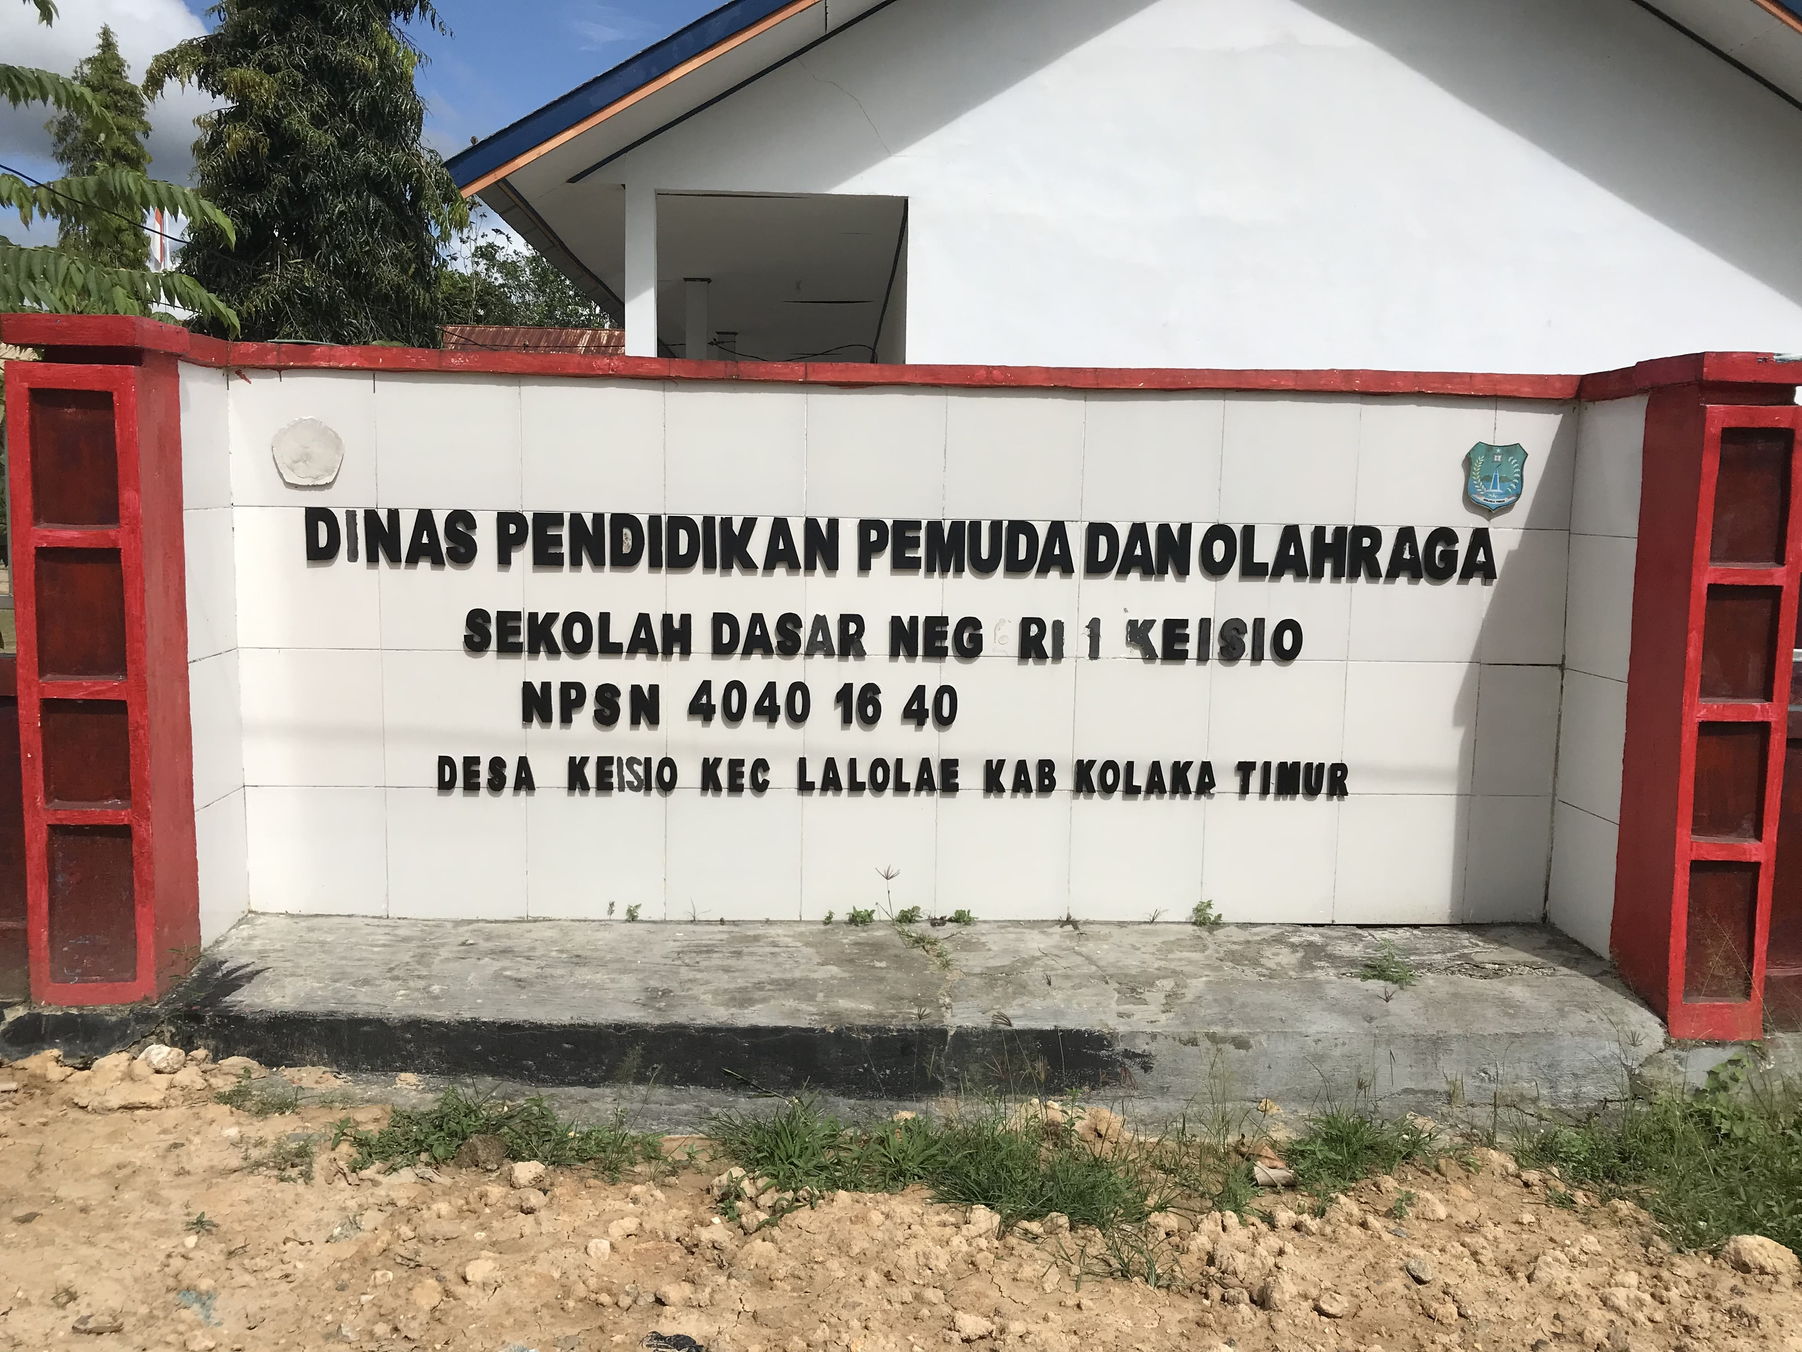 DINAS PENDIDIKAN PEMUDA DAN OLAHRAGA
SEKOLAH DASAR NEG RI 1 KEISIO
NPSN 4040 16 40
DESA KEISIO KEC LALOLAE KAB KOLAKA TIMUR